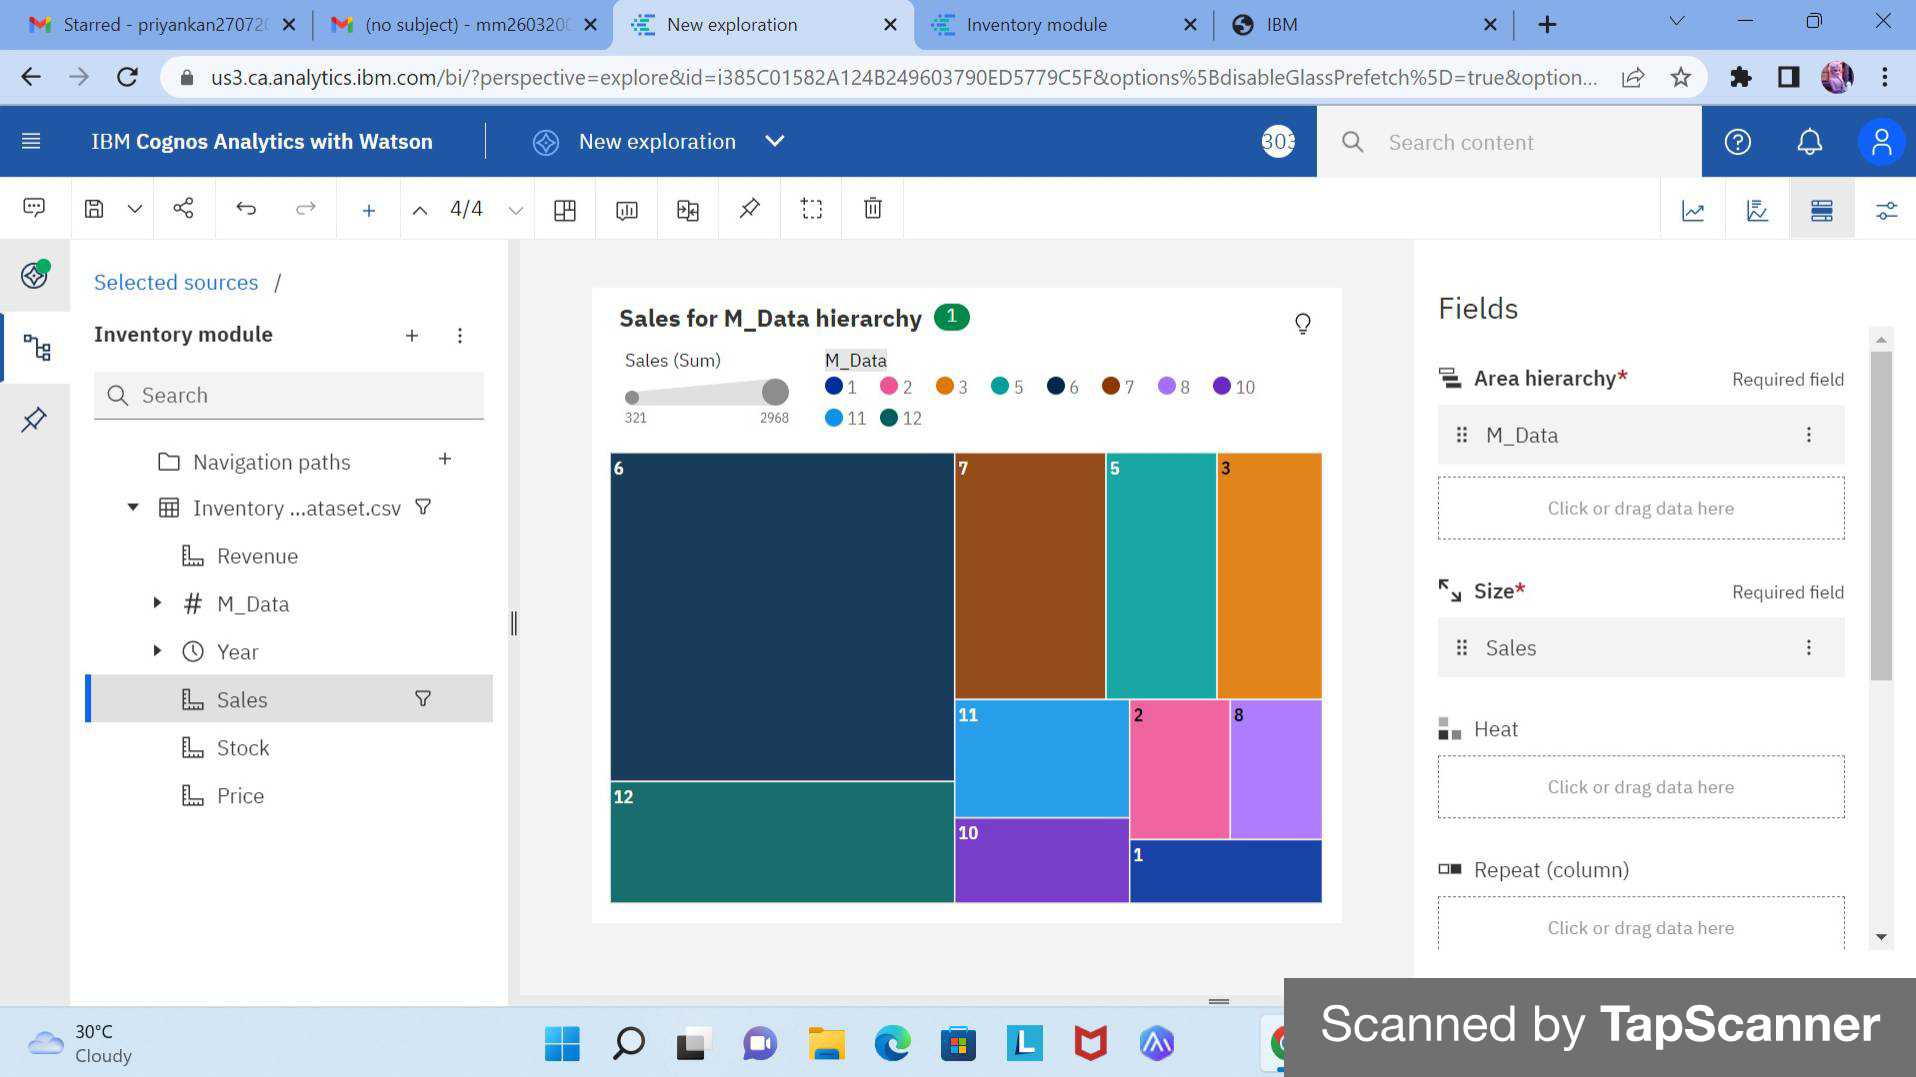 Starred - priyankan27072
(no subject) - mm260320
New exploration
Inventory module
IBM
us3.ca.analytics.ibm.com/bi/?perspective=explore&id=i385C01582A124B249603790ED5779C5F&options%5BdisableGlassPrefetch%5D=true&option...
IBM Cognos Analytics with Watson
New exploration
303
Search content
4/4
Selected sources /
Inventory module
Search
Navigation paths
Inventory ...ataset.csv
Revenue
M_Data
Year
Sales
Stock
Price
Sales for M_Data hierarchy 1
Sales (Sum)
321 2968
M_Data
1 2 3 5 6 7 8 10
11 12
6
7
5
3
12
11
2
8
10
1
Fields
Area hierarchy* Required field
M_Data
Click or drag data here
Size* Required field
Sales
Heat
Click or drag data here
Repeat (column)
Click or drag data here
30°C
Cloudy
Scanned by TapScanner